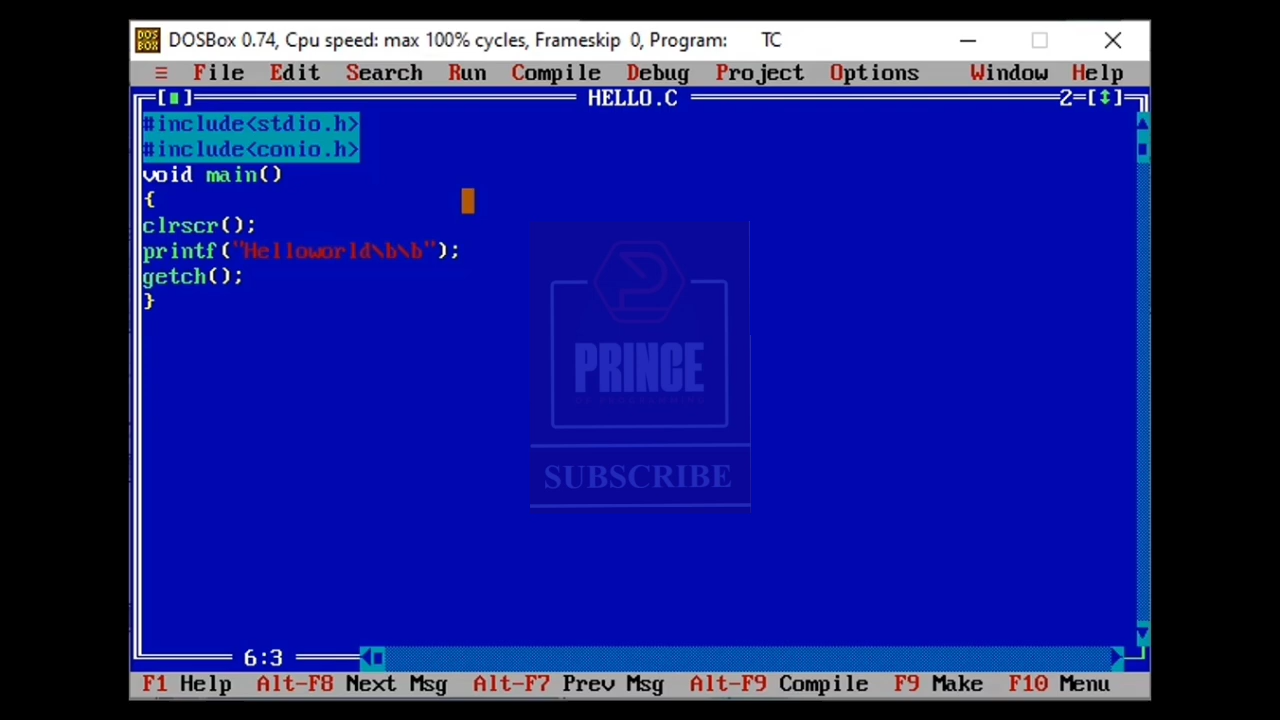 DOSBox 0.74, Cpu speed: max 100% cycles, Frameskip 0, Program: TC
≡ File Edit Search Run Compile Debug Project Options Window Help
[■] HELLO.C 2=[↕]
#include<stdio.h>
#include<conio.h>
void main()
{
clrscr();
printf("Helloworld\b\b");
getch();
}
PRINCE
SUBSCRIBE
6:3
F1 Help Alt-F8 Next Msg Alt-F7 Prev Msg Alt-F9 Compile F9 Make F10 Menu